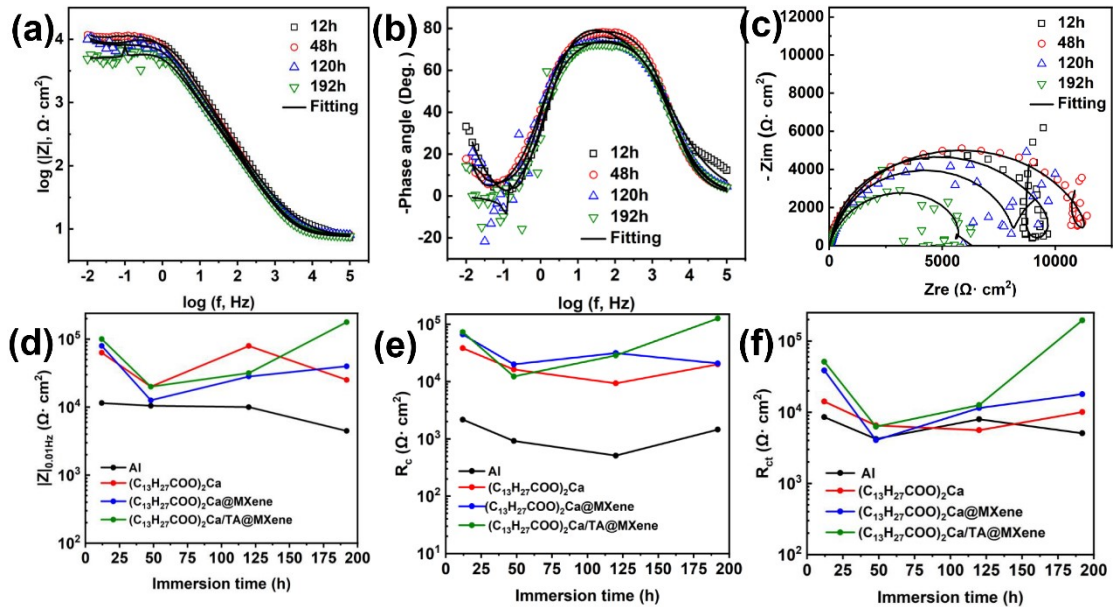 (a)
log (|Z|, Ω· cm²)
4
3
2
1
-2 -1 0 1 2 3 4 5
log (f, Hz)
12h
48h
120h
192h
Fitting
(b)
-Phase angle (Deg. )
80
60
40
20
0
-20
-2 -1 0 1 2 3 4 5
log (f, Hz)
12h
48h
120h
192h
Fitting
(c)
- Zim (Ω· cm²)
12000
10000
8000
6000
4000
2000
0
0 5000 10000
Zre (Ω· cm²)
12h
48h
120h
192h
Fitting
(d)
|Z|0.01Hz (Ω· cm²)
10⁵
10⁴
10³
10²
0 25 50 75 100 125 150 175 200
Immersion time (h)
Al
(C₁₃H₂₇COO)₂Ca
(C₁₃H₂₇COO)₂Ca@MXene
(C₁₃H₂₇COO)₂Ca/TA@MXene
(e)
Rc (Ω· cm²)
10⁵
10⁴
10³
10²
10¹
0 25 50 75 100 125 150 175 200
Immersion time (h)
Al
(C₁₃H₂₇COO)₂Ca
(C₁₃H₂₇COO)₂Ca@MXene
(C₁₃H₂₇COO)₂Ca/TA@MXene
(f)
Rct (Ω· cm²)
10⁵
10⁴
10³
10²
0 25 50 75 100 125 150 175 200
Immersion time (h)
Al
(C₁₃H₂₇COO)₂Ca
(C₁₃H₂₇COO)₂Ca@MXene
(C₁₃H₂₇COO)₂Ca/TA@MXene